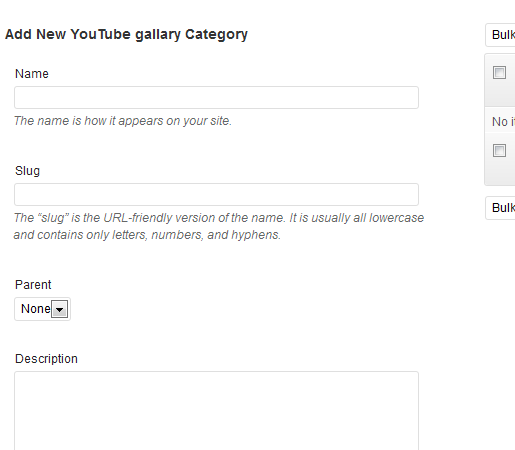 Add New YouTube gallary Category
Name
The name is how it appears on your site.
Slug
The “slug” is the URL-friendly version of the name. It is usually all lowercase
and contains only letters, numbers, and hyphens.
Parent
None
Description
Bulk
No
Bulk